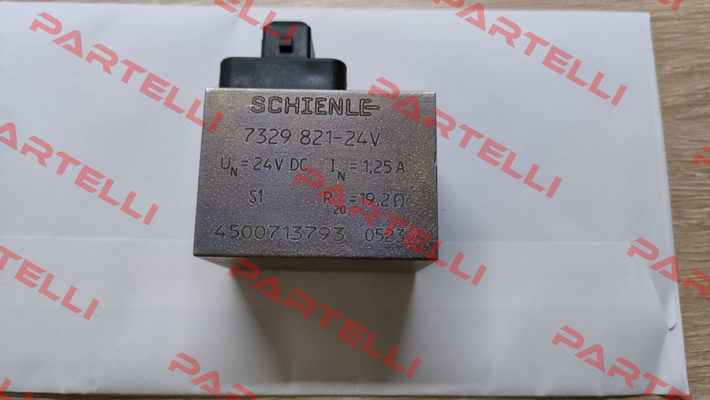 SCHIENLE
7329 821-24V
UN = 24V DC IN = 1,25 A
S1 R20 = 19,2 Ω
4500713793 0523
PARTELLI
PARTELLI
PARTELLI
PARTELLI
PARTELLI
PARTELLI
PARTELLI
PARTELLI